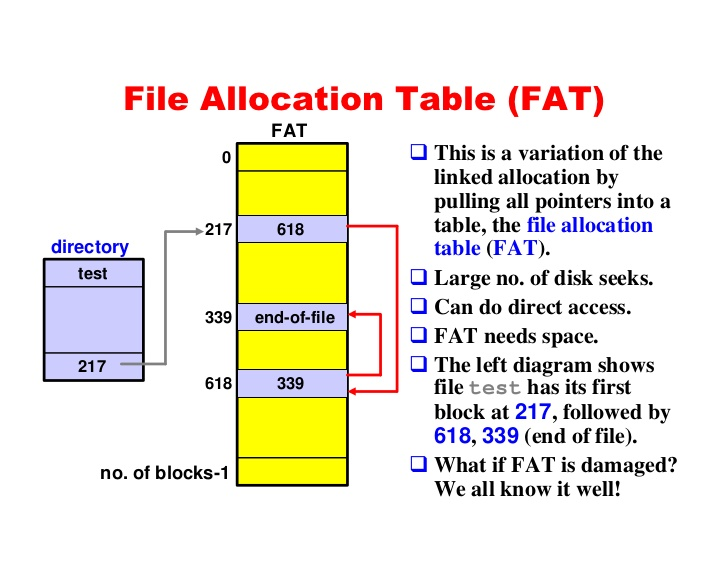 File Allocation Table (FAT)
FAT
0
217
618
directory
test
217
339
end-of-file
618
339
no. of blocks-1
❑ This is a variation of the
linked allocation by
pulling all pointers into a
table, the file allocation
table (FAT).
❑ Large no. of disk seeks.
❑ Can do direct access.
❑ FAT needs space.
❑ The left diagram shows
file test has its first
block at 217, followed by
618, 339 (end of file).
❑ What if FAT is damaged?
We all know it well!